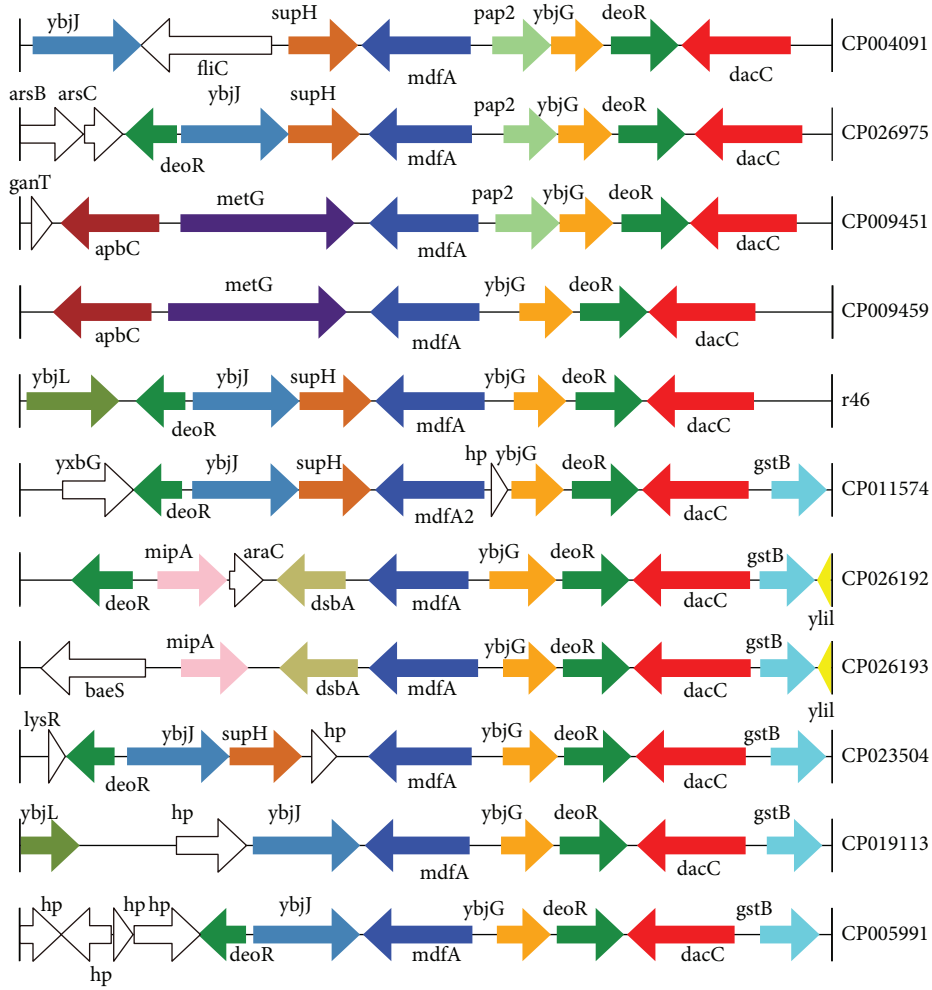 ybjJ supH pap2 ybjG deoR
CP004091
fliC mdfA dacC
arsB arsC ybjJ supH pap2 ybjG deoR
CP026975
deoR mdfA dacC
ganT metG pap2 ybjG deoR
CP009451
apbC mdfA dacC
metG ybjG deoR
CP009459
apbC mdfA dacC
ybjL ybjJ supH ybjG deoR
r46
deoR mdfA dacC
yxbG ybjJ supH hp ybjG deoR gstB
CP011574
deoR mdfA2 dacC
mipA araC ybjG deoR gstB
CP026192
deoR dsbA mdfA dacC ylil
mipA ybjG deoR gstB
CP026193
baeS dsbA mdfA dacC ylil
lysR ybjJ supH hp ybjG deoR gstB
CP023504
deoR mdfA dacC
ybjL hp ybjJ ybjG deoR gstB
CP019113
mdfA dacC
hp hp hp ybjJ ybjG deoR gstB
CP005991
hp deoR mdfA dacC